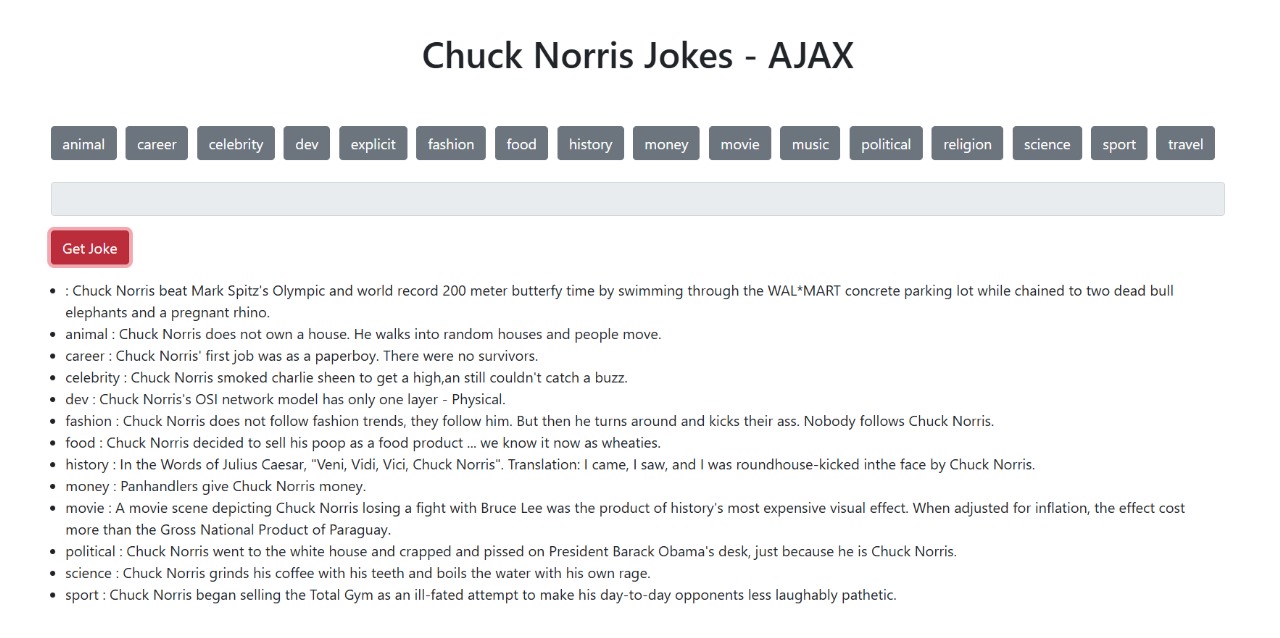 Chuck Norris Jokes - AJAX
animal career celebrity dev explicit fashion food history money movie music political religion science sport travel
Get Joke
• : Chuck Norris beat Mark Spitz's Olympic and world record 200 meter butterfy time by swimming through the WAL*MART concrete parking lot while chained to two dead bull
elephants and a pregnant rhino.
• animal : Chuck Norris does not own a house. He walks into random houses and people move.
• career : Chuck Norris' first job was as a paperboy. There were no survivors.
• celebrity : Chuck Norris smoked charlie sheen to get a high,an still couldn't catch a buzz.
• dev : Chuck Norris's OSI network model has only one layer - Physical.
• fashion : Chuck Norris does not follow fashion trends, they follow him. But then he turns around and kicks their ass. Nobody follows Chuck Norris.
• food : Chuck Norris decided to sell his poop as a food product ... we know it now as wheaties.
• history : In the Words of Julius Caesar, "Veni, Vidi, Vici, Chuck Norris". Translation: I came, I saw, and I was roundhouse-kicked inthe face by Chuck Norris.
• money : Panhandlers give Chuck Norris money.
• movie : A movie scene depicting Chuck Norris losing a fight with Bruce Lee was the product of history's most expensive visual effect. When adjusted for inflation, the effect cost
more than the Gross National Product of Paraguay.
• political : Chuck Norris went to the white house and crapped and pissed on President Barack Obama's desk, just because he is Chuck Norris.
• science : Chuck Norris grinds his coffee with his teeth and boils the water with his own rage.
• sport : Chuck Norris began selling the Total Gym as an ill-fated attempt to make his day-to-day opponents less laughably pathetic.